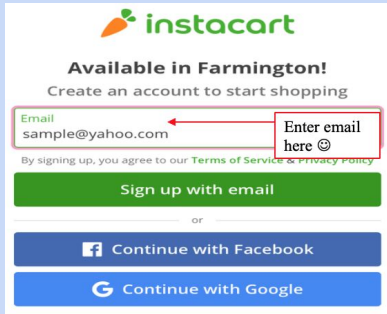 instacart
Available in Farmington!
Create an account to start shopping
Email
sample@yahoo.com
Enter email
here ☺
By signing up, you agree to our Terms of Service & Privacy Policy
Sign up with email
or
Continue with Facebook
Continue with Google